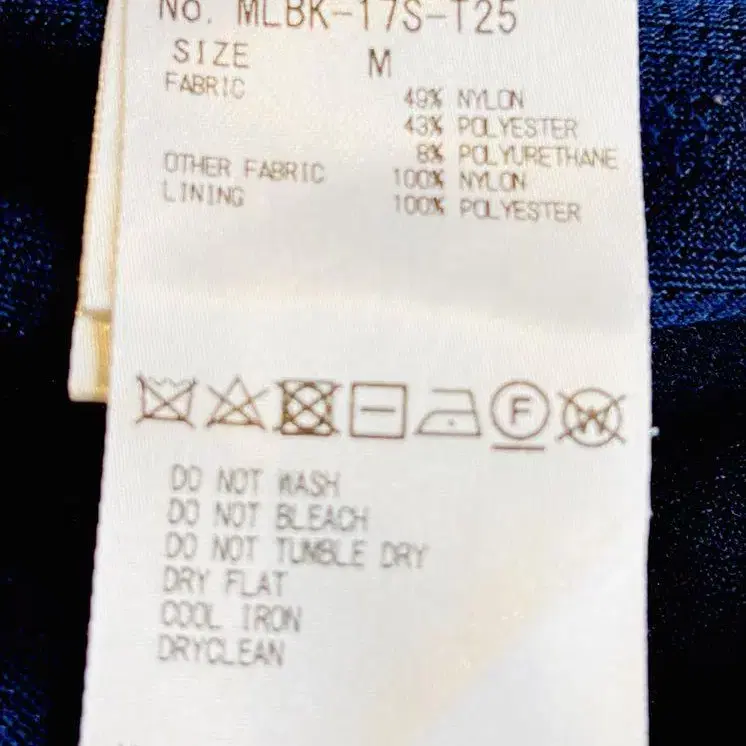 No. MLBK-17S-T25
SIZE M
FABRIC
49% NYLON
43% POLYESTER
8% POLYURETHANE
OTHER FABRIC 100% NYLON
LINING 100% POLYESTER
F W
DO NOT WASH
DO NOT BLEACH
DO NOT TUMBLE DRY
DRY FLAT
COOL IRON
DRYCLEAN